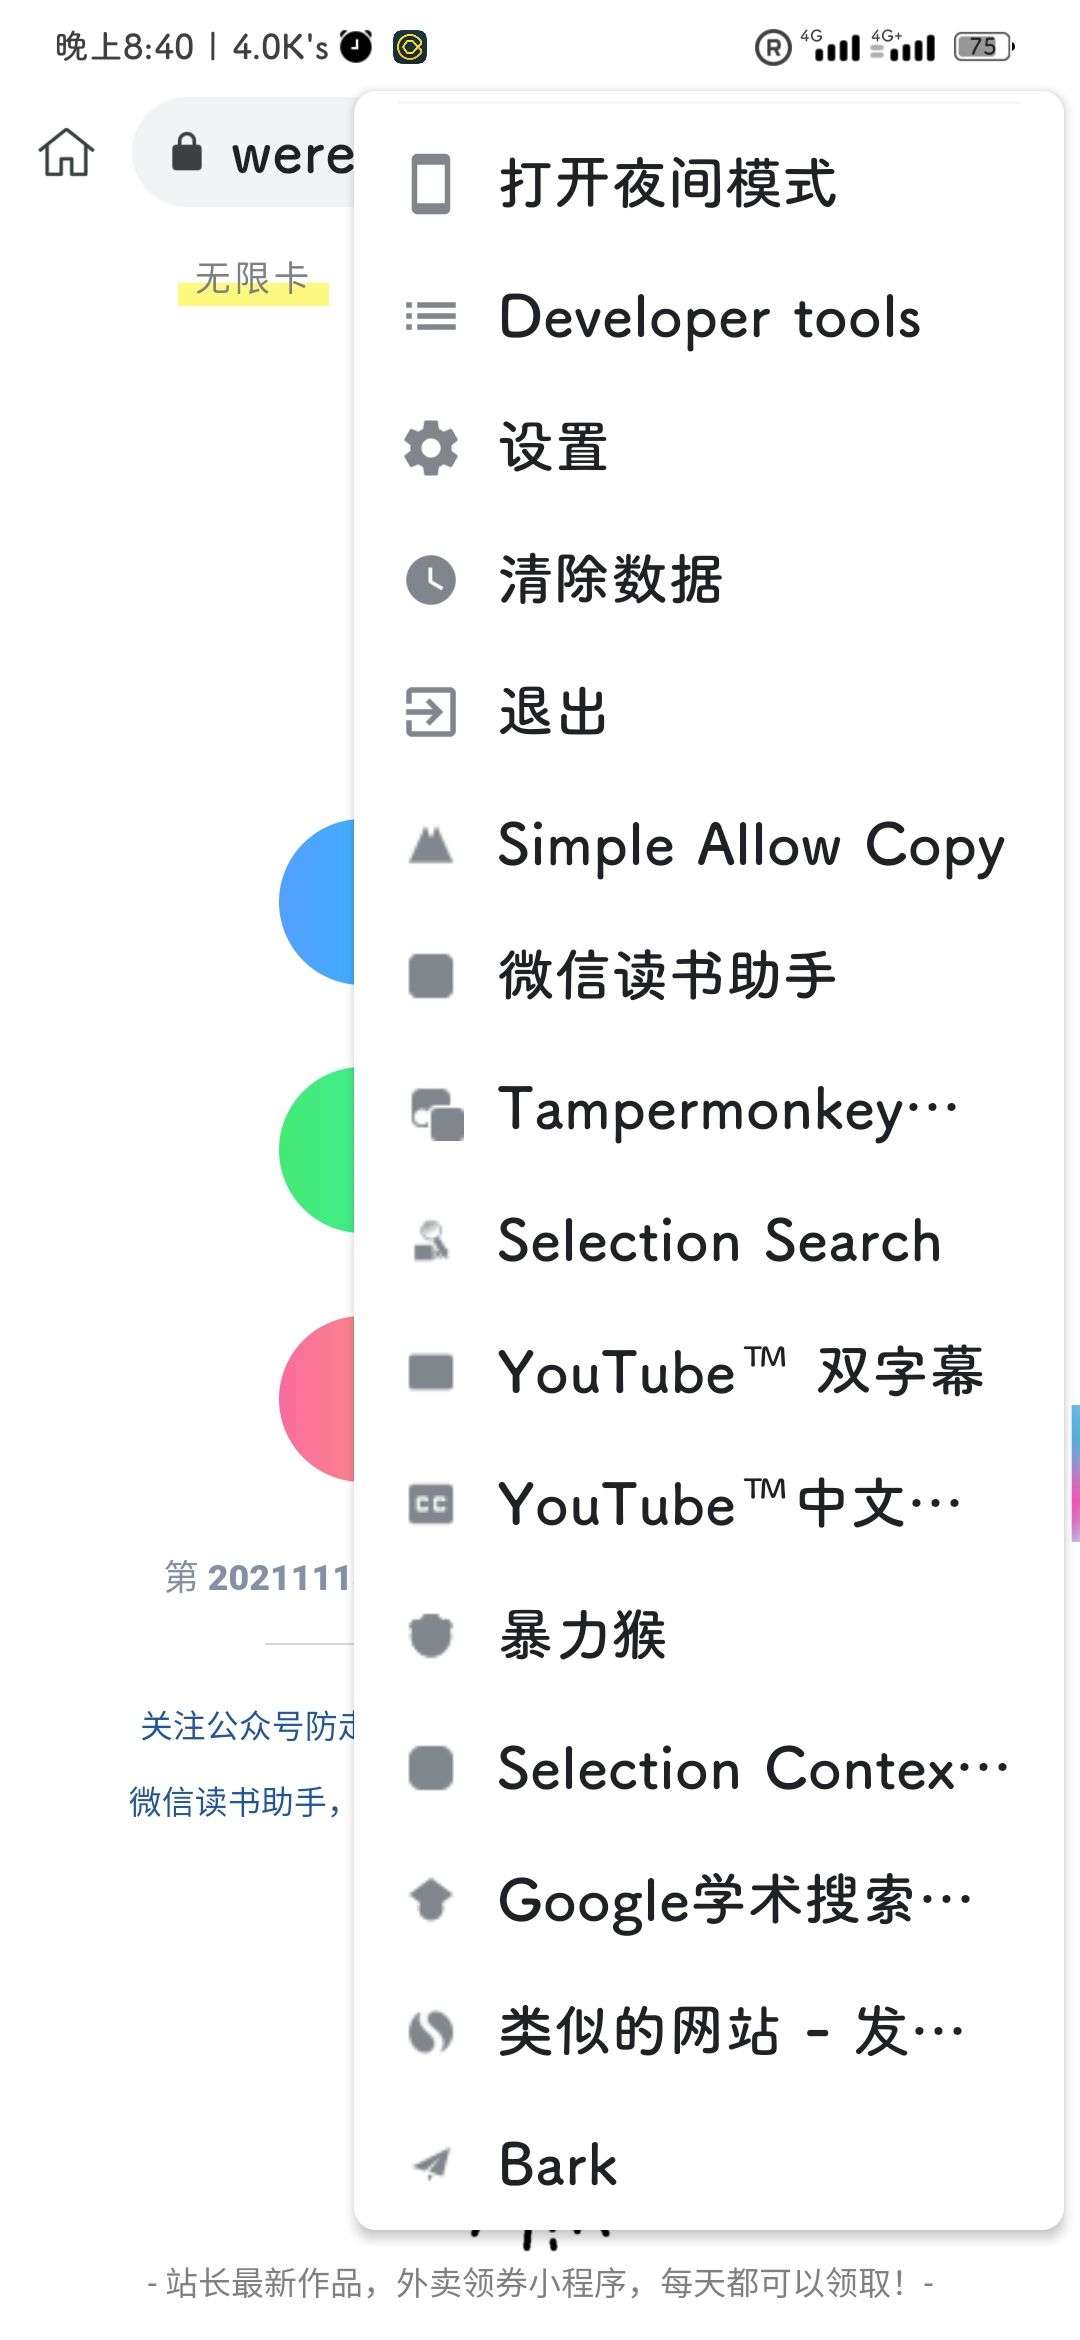 晚上8:40 | 4.0K's
R 4G 4G+ 75
were
无限卡
打开夜间模式
Developer tools
设置
清除数据
退出
Simple Allow Copy
微信读书助手
Tampermonkey…
Selection Search
YouTube™ 双字幕
CC YouTube™中文…
第 2021111
暴力猴
关注公众号防走
Selection Contex…
微信读书助手，
Google学术搜索…
类似的网站 - 发…
Bark
- 站长最新作品，外卖领券小程序，每天都可以领取！-